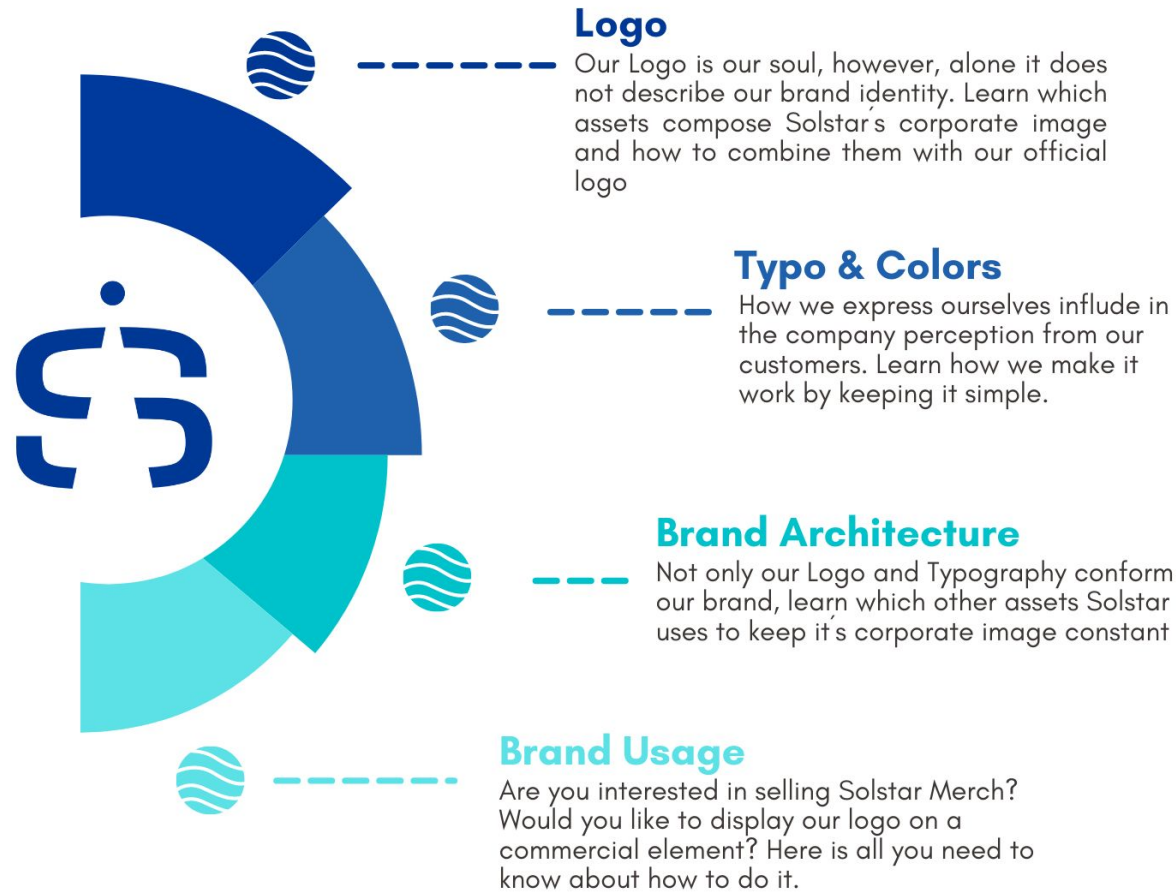 Logo
Our Logo is our soul, however, alone it does
not describe our brand identity. Learn which
assets compose Solstar´s corporate image
and how to combine them with our official
logo
Typo & Colors
How we express ourselves influde in
the company perception from our
customers. Learn how we make it
work by keeping it simple.
Brand Architecture
Not only our Logo and Typography conform
our brand, learn which other assets Solstar
uses to keep it´s corporate image constant
Brand Usage
Are you interested in selling Solstar Merch?
Would you like to display our logo on a
commercial element? Here is all you need to
know about how to do it.